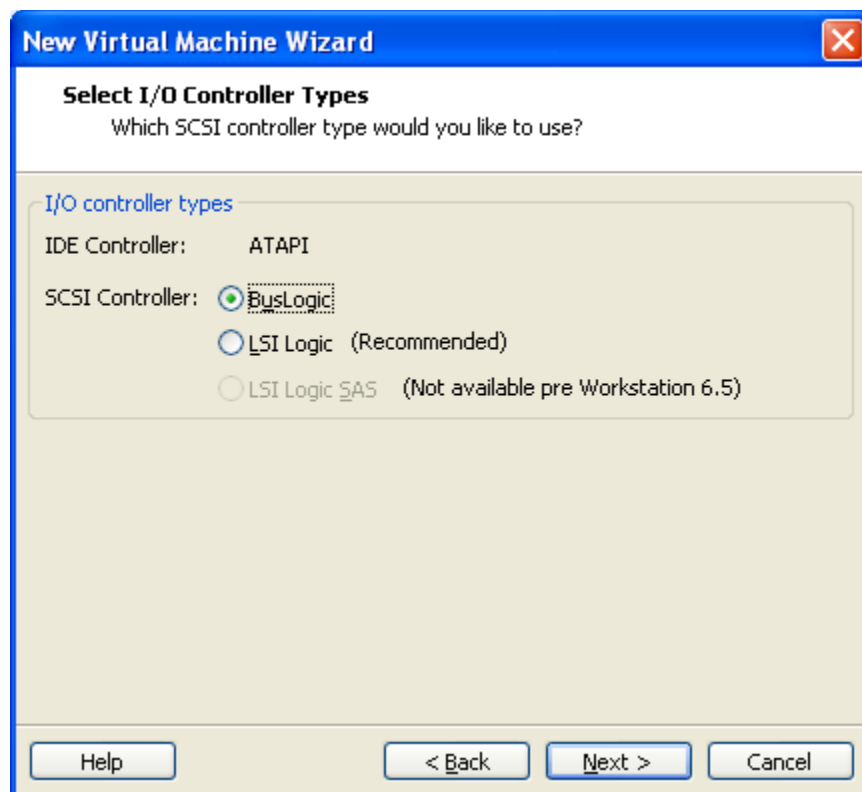 New Virtual Machine Wizard
Select I/O Controller Types
Which SCSI controller type would you like to use?
I/O controller types
IDE Controller: ATAPI
SCSI Controller: BusLogic
LSI Logic (Recommended)
LSI Logic SAS (Not available pre Workstation 6.5)
Help < Back Next > Cancel